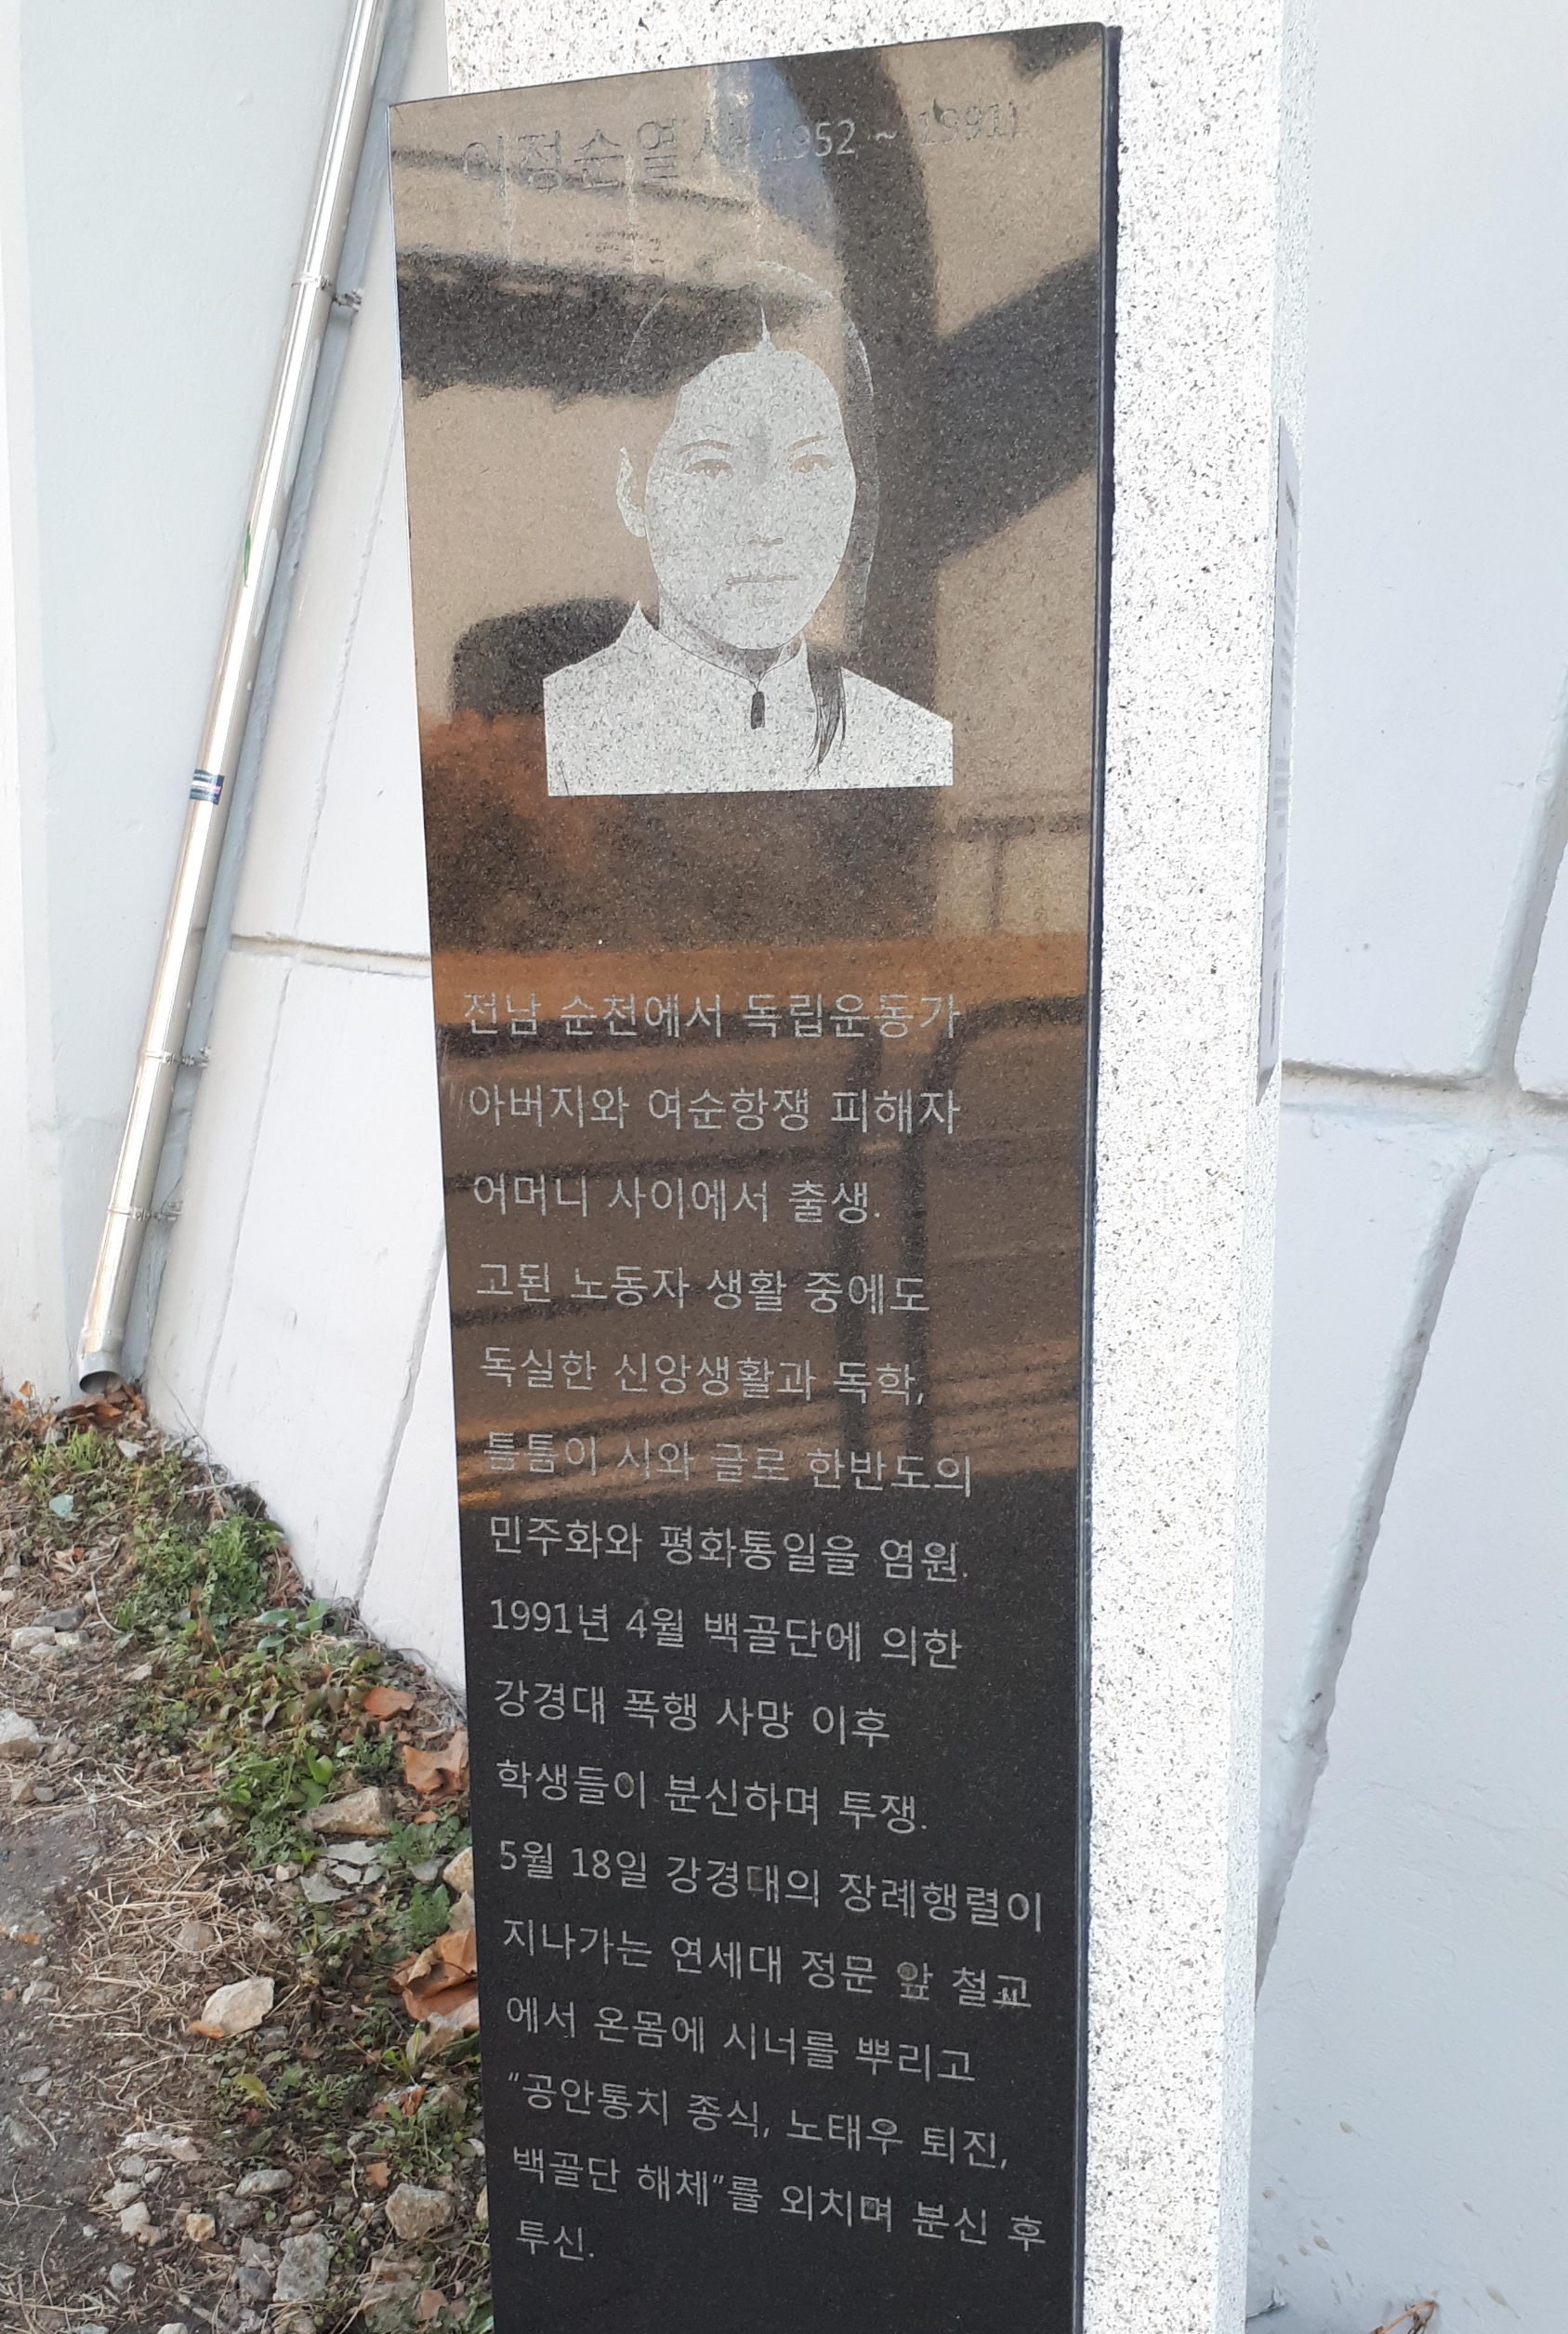 이정순열사 (1952 ~ 1991)
전남 순천에서 독립운동가
아버지와 여순항쟁 피해자
어머니 사이에서 출생.
고된 노동자 생활 중에도
독실한 신앙생활과 독학,
틈틈이 시와 글로 한반도의
민주화와 평화통일을 염원.
1991년 4월 백골단에 의한
강경대 폭행 사망 이후
학생들이 분신하며 투쟁.
5월 18일 강경대의 장례행렬이
지나가는 연세대 정문 앞 철교
에서 온몸에 시너를 뿌리고
“공안통치 종식, 노태우 퇴진,
백골단 해체”를 외치며 분신 후
투신.